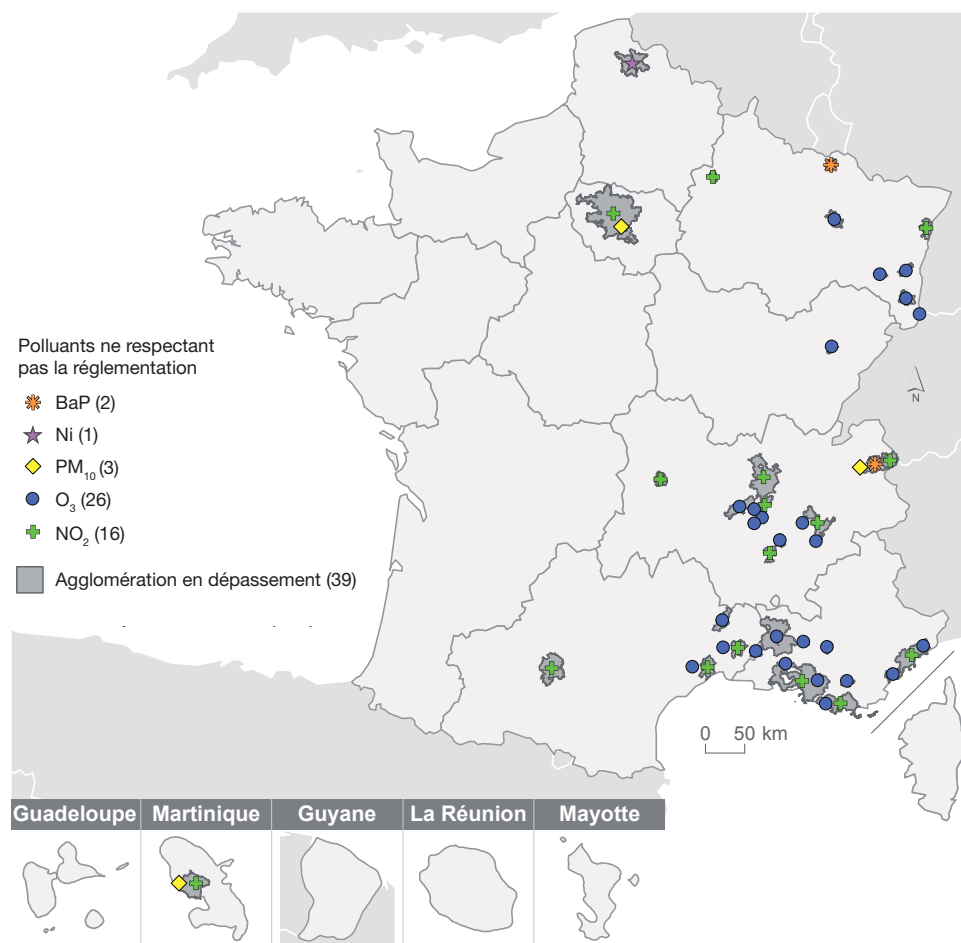 Polluants ne respectant
pas la réglementation
BaP (2)
Ni (1)
PM₁₀ (3)
O₃ (26)
NO₂ (16)
Agglomération en dépassement (39)
N
0 50 km
Guadeloupe Martinique Guyane La Réunion Mayotte